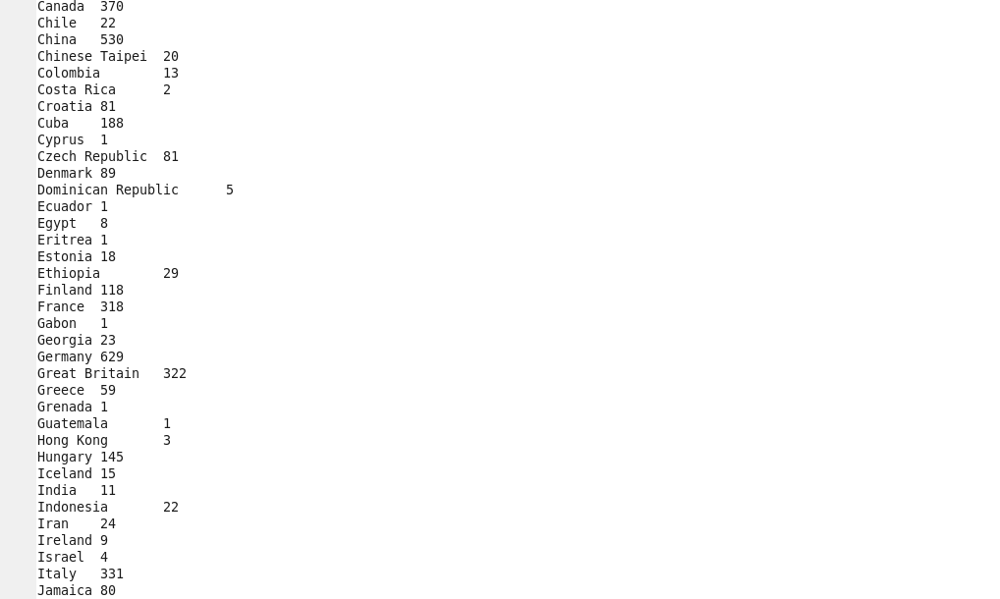 Canada 370
Chile 22
China 530
Chinese Taipei 20
Colombia 13
Costa Rica 2
Croatia 81
Cuba 188
Cyprus 1
Czech Republic 81
Denmark 89
Dominican Republic 5
Ecuador 1
Egypt 8
Eritrea 1
Estonia 18
Ethiopia 29
Finland 118
France 318
Gabon 1
Georgia 23
Germany 629
Great Britain 322
Greece 59
Grenada 1
Guatemala 1
Hong Kong 3
Hungary 145
Iceland 15
India 11
Indonesia 22
Iran 24
Ireland 9
Israel 4
Italy 331
Jamaica 80